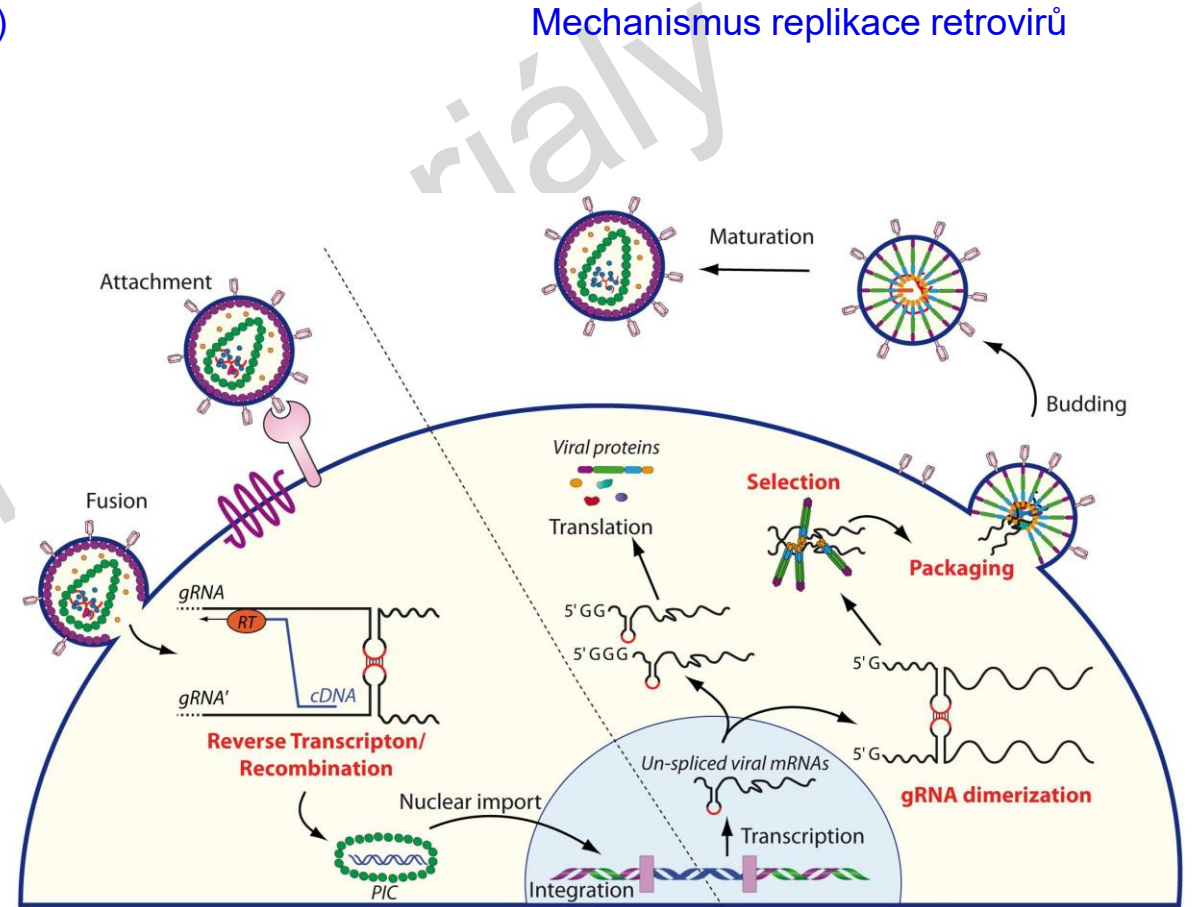 )
Mechanismus replikace retrovirů
riály
Maturation
Attachment
Budding
Viral proteins
Selection
Translation
Packaging
Fusion
gRNA
RT
5' GG
5' GGG
5' G
gRNA'
cDNA
Reverse Transcripton/
Recombination
5' G
Un-spliced viral mRNAs
gRNA dimerization
Nuclear import
Transcription
PIC
Integration